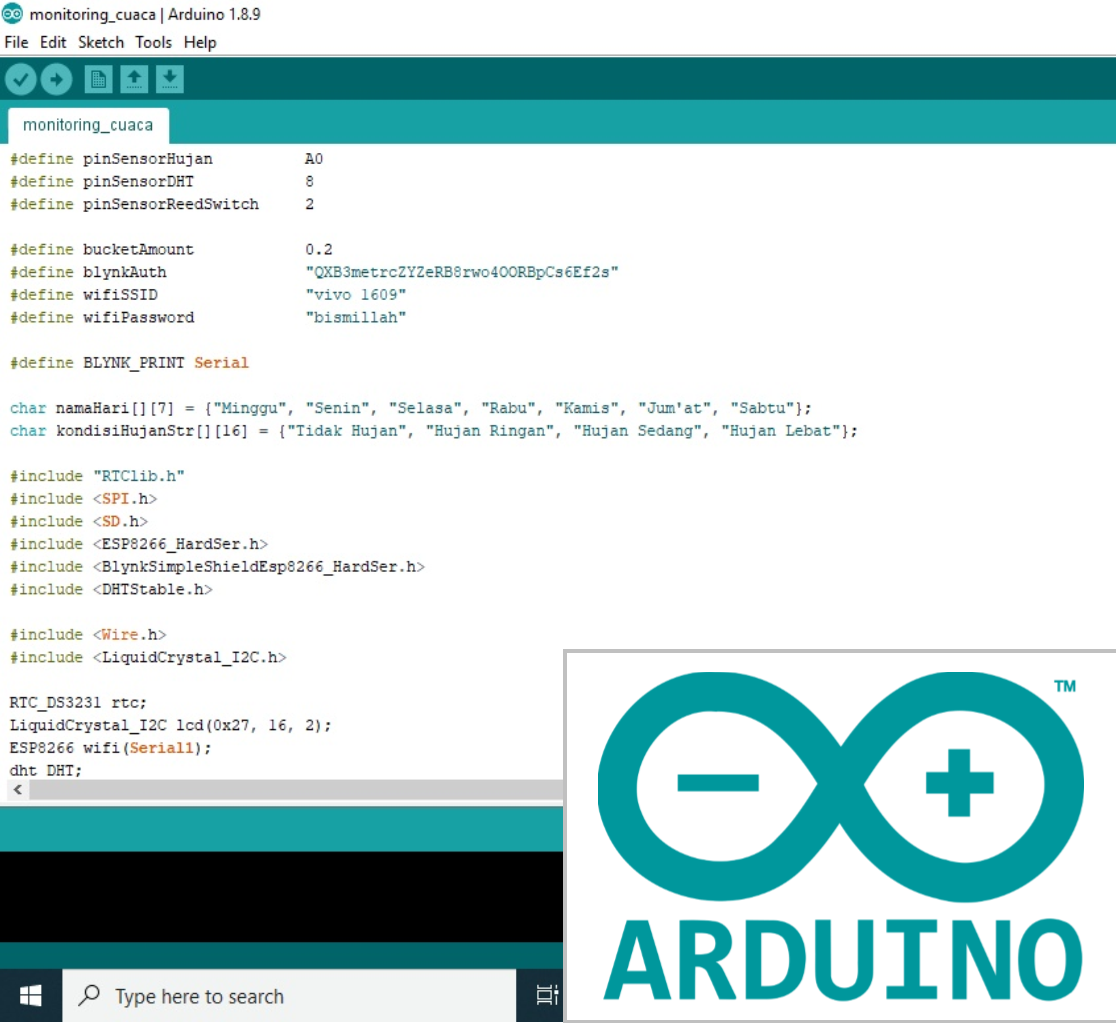 monitoring_cuaca | Arduino 1.8.9
File Edit Sketch Tools Help
monitoring_cuaca
#define pinSensorHujan A0
#define pinSensorDHT 8
#define pinSensorReedSwitch 2
#define bucketAmount 0.2
#define blynkAuth "QXB3metrcZYZeRB8rwo4OORBpCs6Ef2s"
#define wifiSSID "vivo 1609"
#define wifiPassword "bismillah"
#define BLYNK_PRINT Serial
char namaHari[][7] = {"Minggu", "Senin", "Selasa", "Rabu", "Kamis", "Jum'at", "Sabtu"};
char kondisiHujanStr[][16] = {"Tidak Hujan", "Hujan Ringan", "Hujan Sedang", "Hujan Lebat"};
#include "RTClib.h"
#include <SPI.h>
#include <SD.h>
#include <ESP8266_HardSer.h>
#include <BlynkSimpleShieldEsp8266_HardSer.h>
#include <DHTStable.h>
#include <Wire.h>
#include <LiquidCrystal_I2C.h>
RTC_DS3231 rtc;
LiquidCrystal_I2C lcd(0x27, 16, 2);
ESP8266 wifi(Serial1);
dht DHT;
TM
ARDUINO
Type here to search